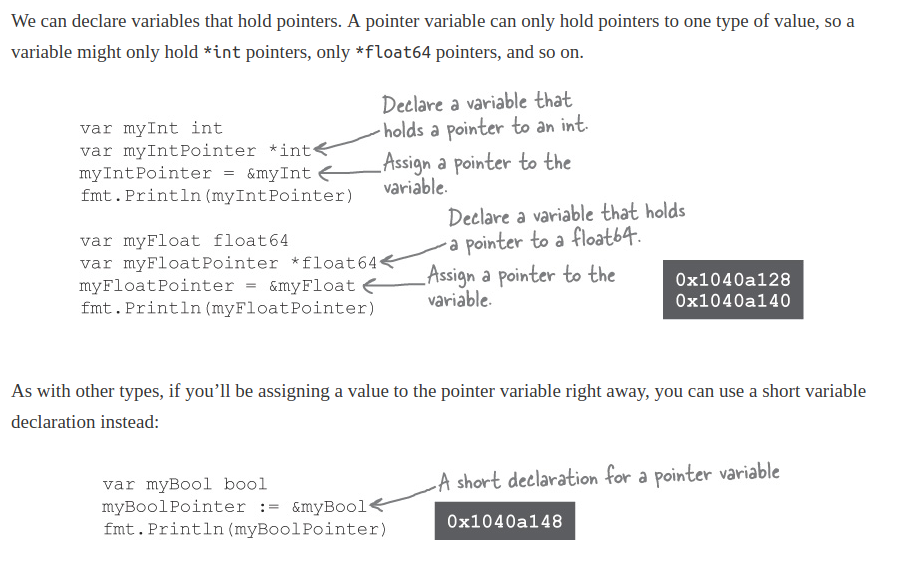 We can declare variables that hold pointers. A pointer variable can only hold pointers to one type of value, so a
variable might only hold *int pointers, only *float64 pointers, and so on.
var myInt int
var myIntPointer *int
myIntPointer = &myInt
fmt.Println(myIntPointer)
Declare a variable that
holds a pointer to an int.
Assign a pointer to the
variable.
var myFloat float64
var myFloatPointer *float64
myFloatPointer = &myFloat
fmt.Println(myFloatPointer)
Declare a variable that holds
a pointer to a float64.
Assign a pointer to the
variable.
0x1040a128
0x1040a140
As with other types, if you’ll be assigning a value to the pointer variable right away, you can use a short variable
declaration instead:
var myBool bool
myBoolPointer := &myBool
fmt.Println(myBoolPointer)
A short declaration for a pointer variable
0x1040a148